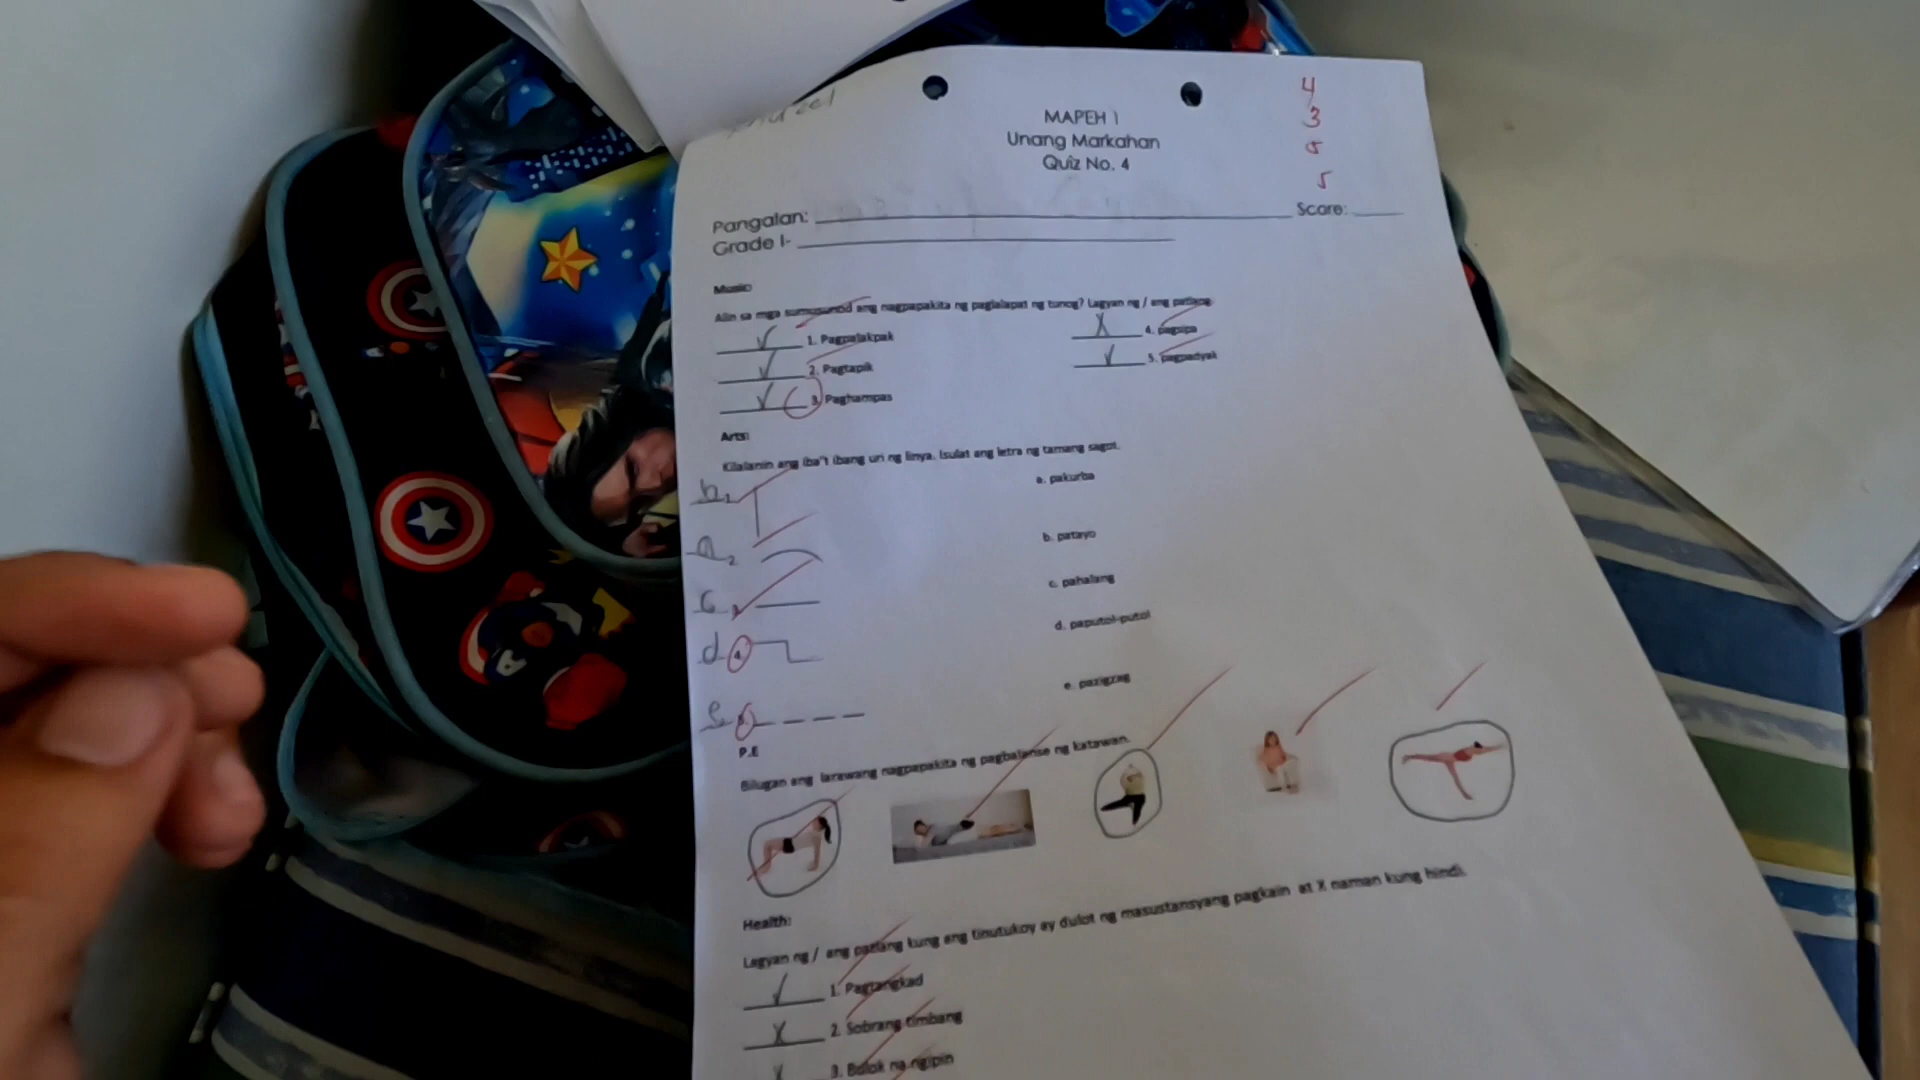 MAPEH 1
Unang Markahan
Quiz No. 4
4
3
5
5
Pangalan: Score:
Grade I-
Music:
Alin sa mga sumusunod ang nagpapakita ng paglalapat ng tunog? Lagyan ng / ang patlang.
✓ 1. Pagpalakpak
X 4. pagsipa
✓ 2. Pagtapik
✓ 5. pagpadyak
✓ 3. Paghampas
Arts:
Kilalanin ang iba't ibang uri ng linya. Isulat ang letra ng tamang sagot.
b 1
a. pakurba
a 2
b. patayo
c 3
c. pahalang
d 4.
d. paputol-putol
e 5.
e. pazigzag
P.E
Bilugan ang larawang nagpapakita ng pagbalanse ng katawan.
Health:
Lagyan ng / ang patlang kung ang tinutukoy ay dulot ng masustansyang pagkain at X naman kung hindi.
✓ 1. Pagtangkad
X 2. Sobrang timbang
3. Bulok na ngipin